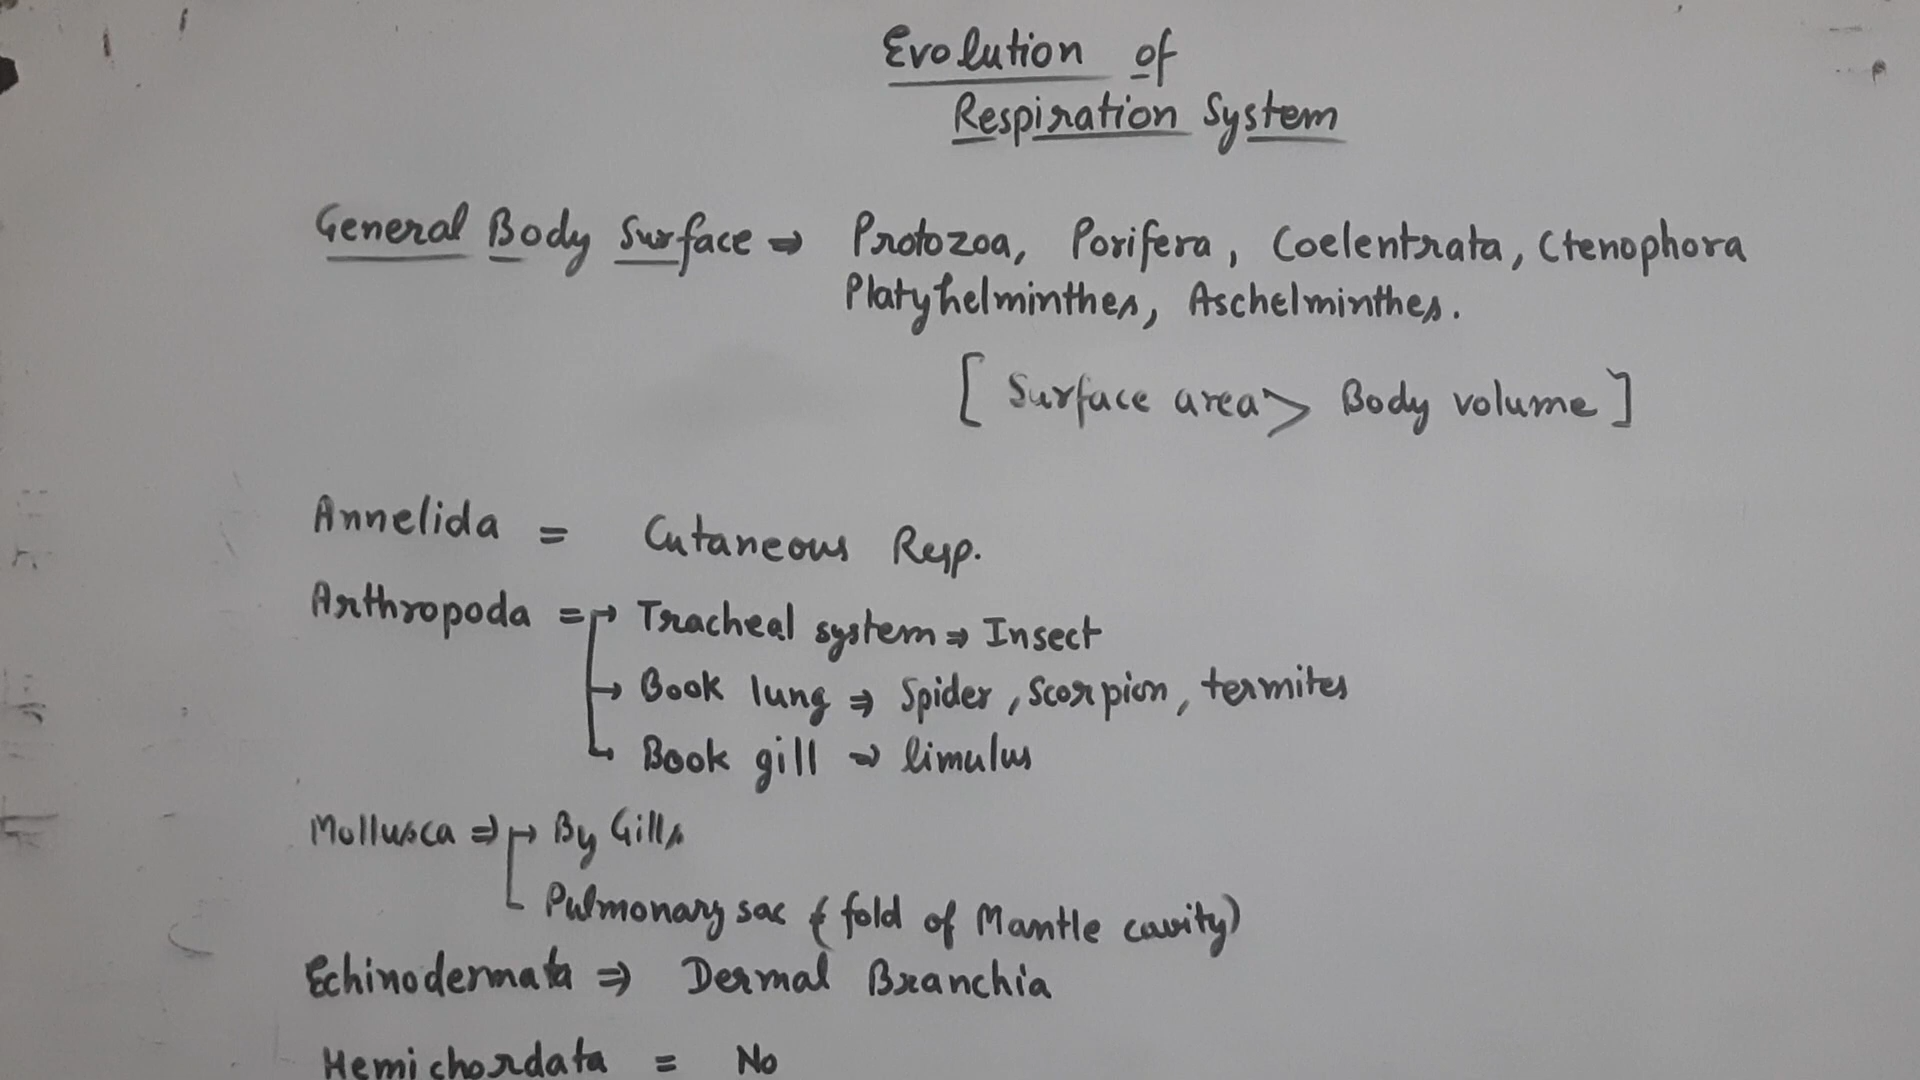 Evolution of
Respiration System
General Body Surface ⇒ Protozoa, Porifera, Coelentrata, Ctenophora
Platyhelminthes, Aschelminthes.
[ Surface area > Body volume ]
Annelida = Cutaneous Resp.
Arthropoda = → Tracheal system ⇒ Insect
→ Book lung ⇒ Spider, Scorpion, termites
→ Book gill ⇒ limulus
Mollusca ⇒ → By Gills
Pulmonary sac ( fold of Mantle cavity)
Echinodermata ⇒ Dermal Branchia
Hemichordata = No